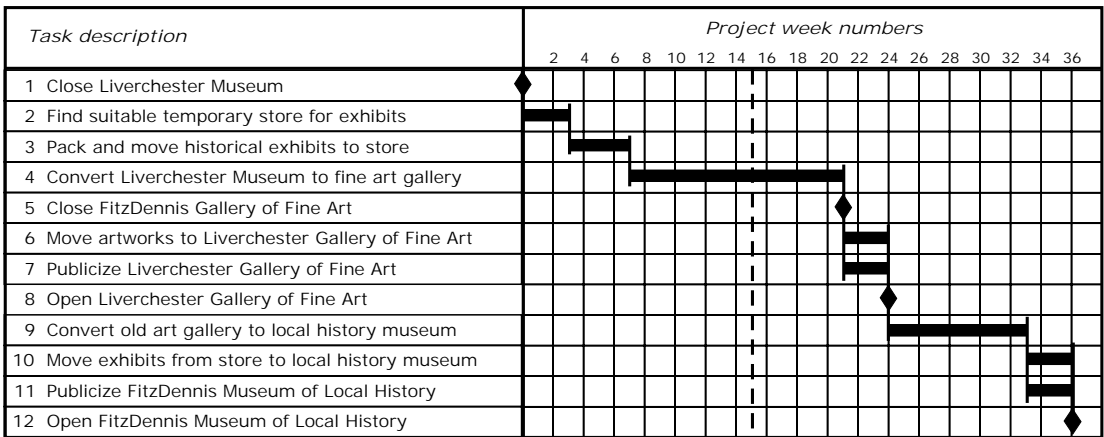 Task description
Project week numbers
2 4 6 8 10 12 14 16 18 20 22 24 26 28 30 32 34 36
1 Close Liverchester Museum
2 Find suitable temporary store for exhibits
3 Pack and move historical exhibits to store
4 Convert Liverchester Museum to fine art gallery
5 Close FitzDennis Gallery of Fine Art
6 Move artworks to Liverchester Gallery of Fine Art
7 Publicize Liverchester Gallery of Fine Art
8 Open Liverchester Gallery of Fine Art
9 Convert old art gallery to local history museum
10 Move exhibits from store to local history museum
11 Publicize FitzDennis Museum of Local History
12 Open FitzDennis Museum of Local History